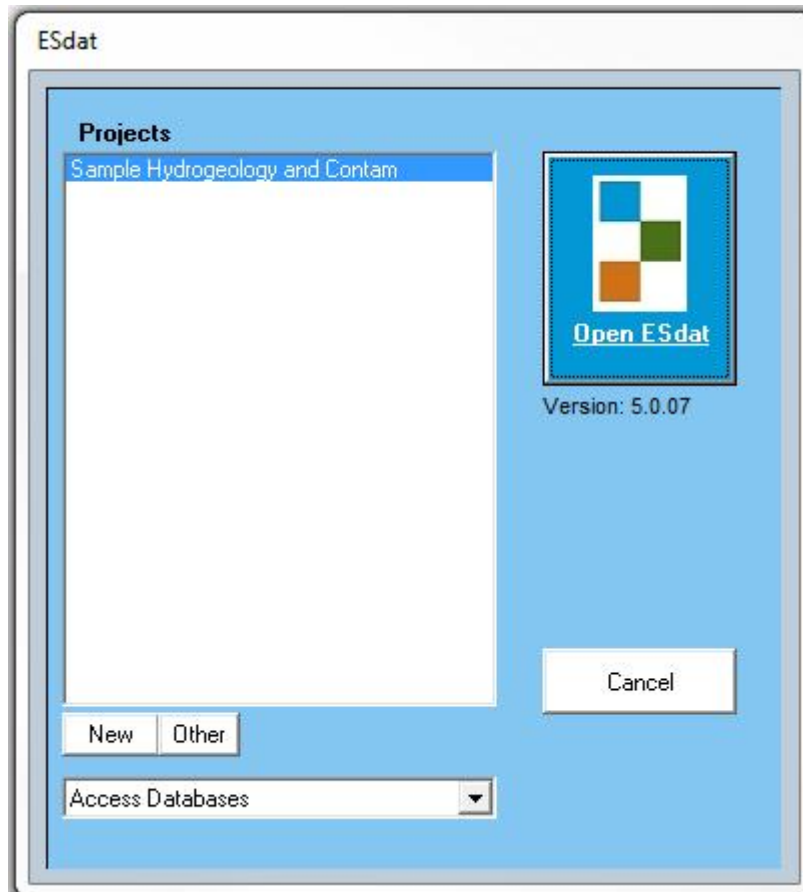 ESdat
Projects
Sample Hydrogeology and Contam
Open ESdat
Version: 5.0.07
Cancel
New
Other
Access Databases